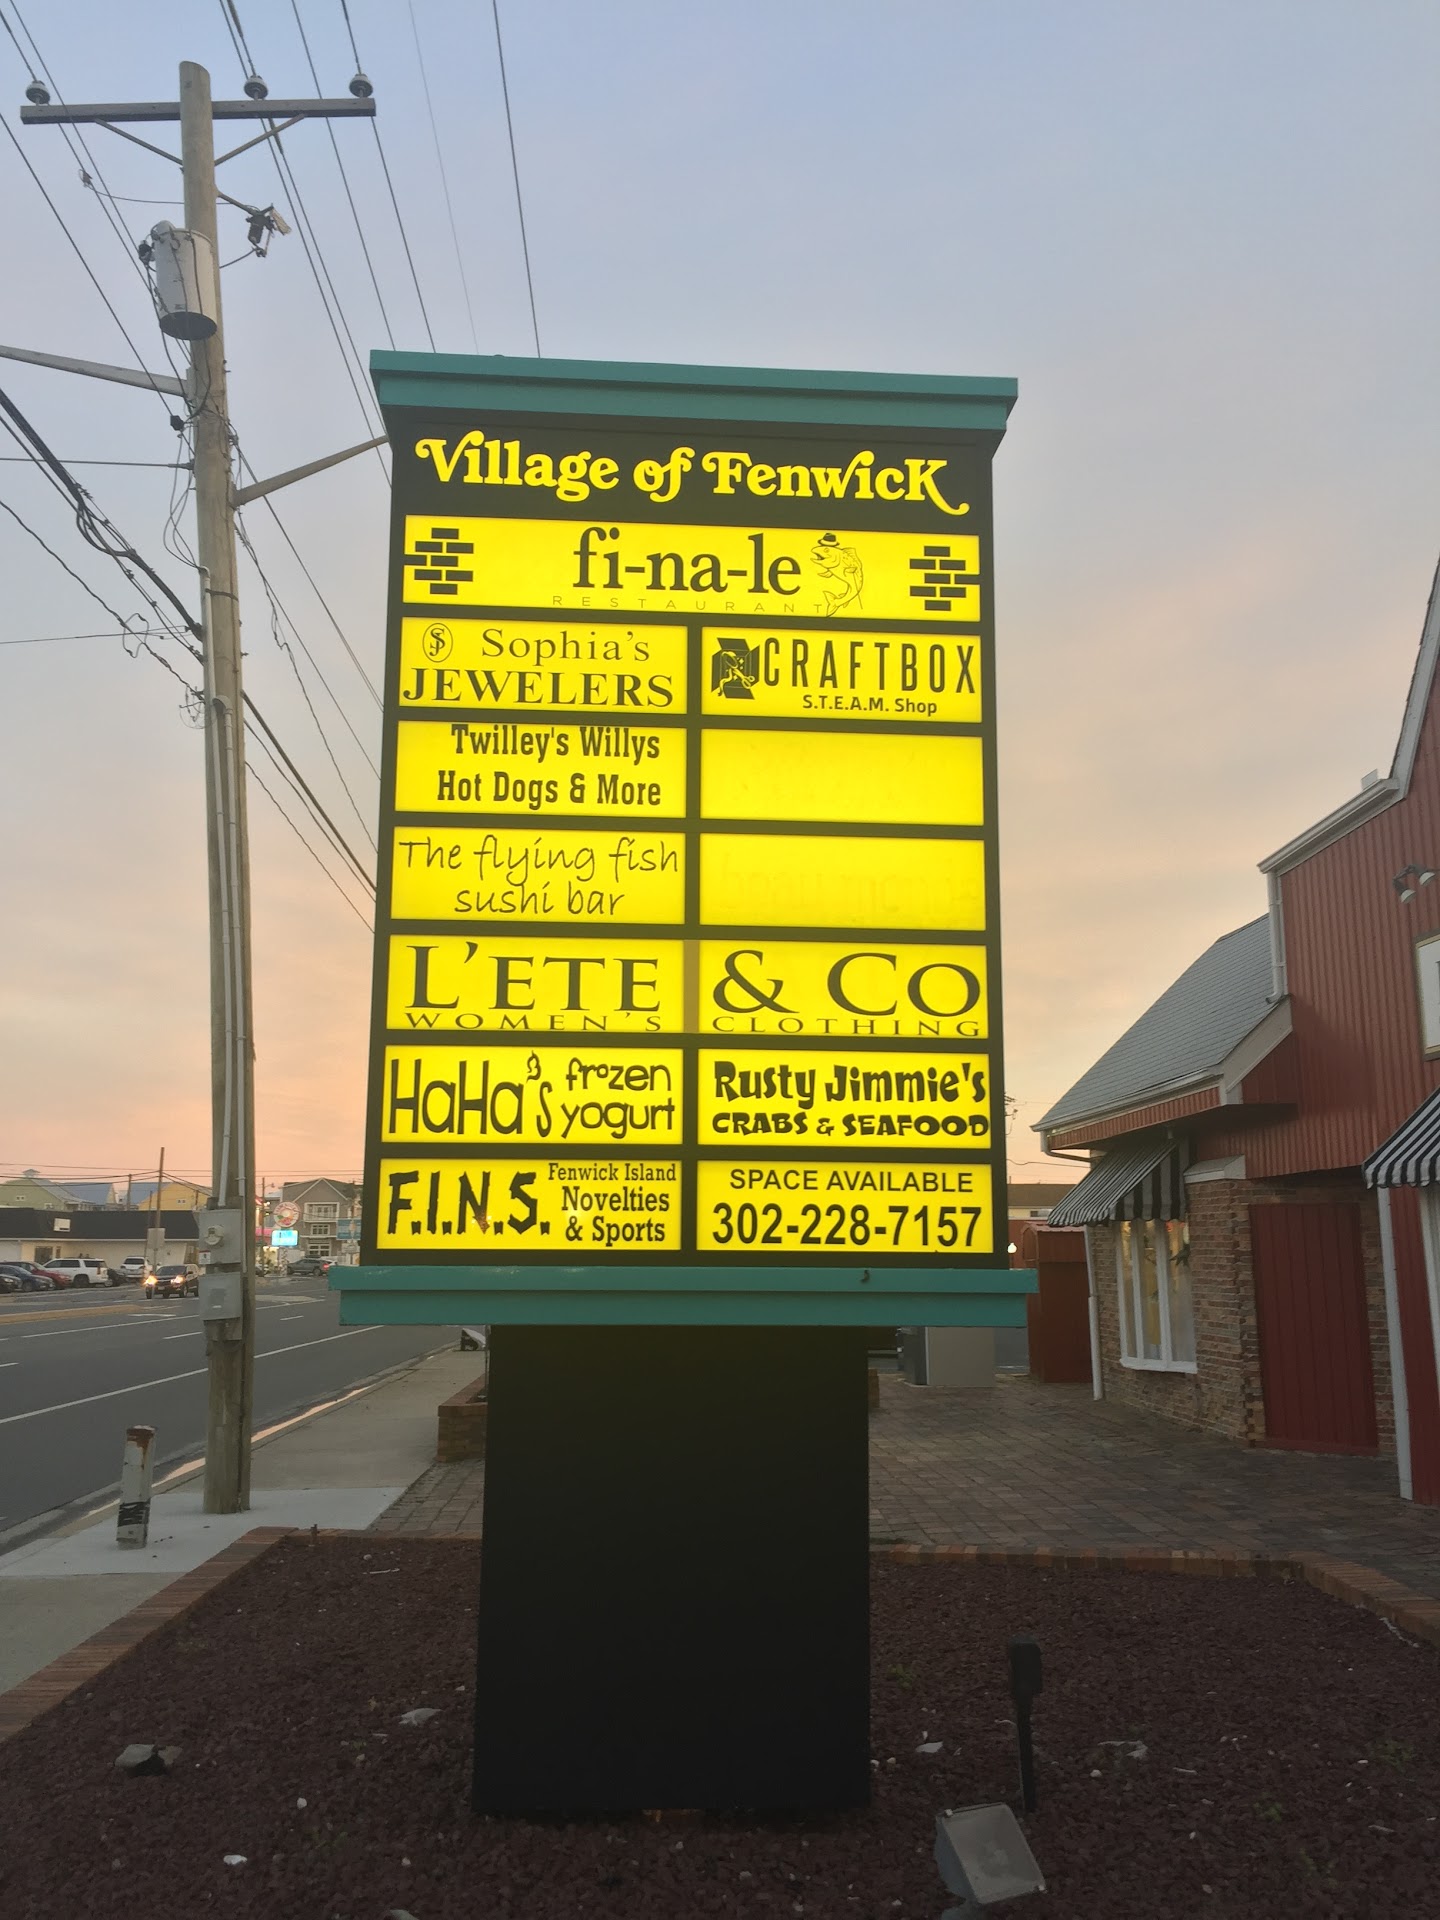 Village of Fenwick
fi-na-le
RESTAURANT
SJ Sophia's
JEWELERS
CRAFTBOX
S.T.E.A.M. Shop
Twilley's Willys
Hot Dogs & More
The flying fish
sushi bar
L'ETE & CO
WOMEN'S CLOTHING
HaHa's frozen
yogurt
Rusty Jimmie's
CRABS & SEAFOOD
F.I.N.S. Fenwick Island
Novelties
& Sports
SPACE AVAILABLE
302-228-7157